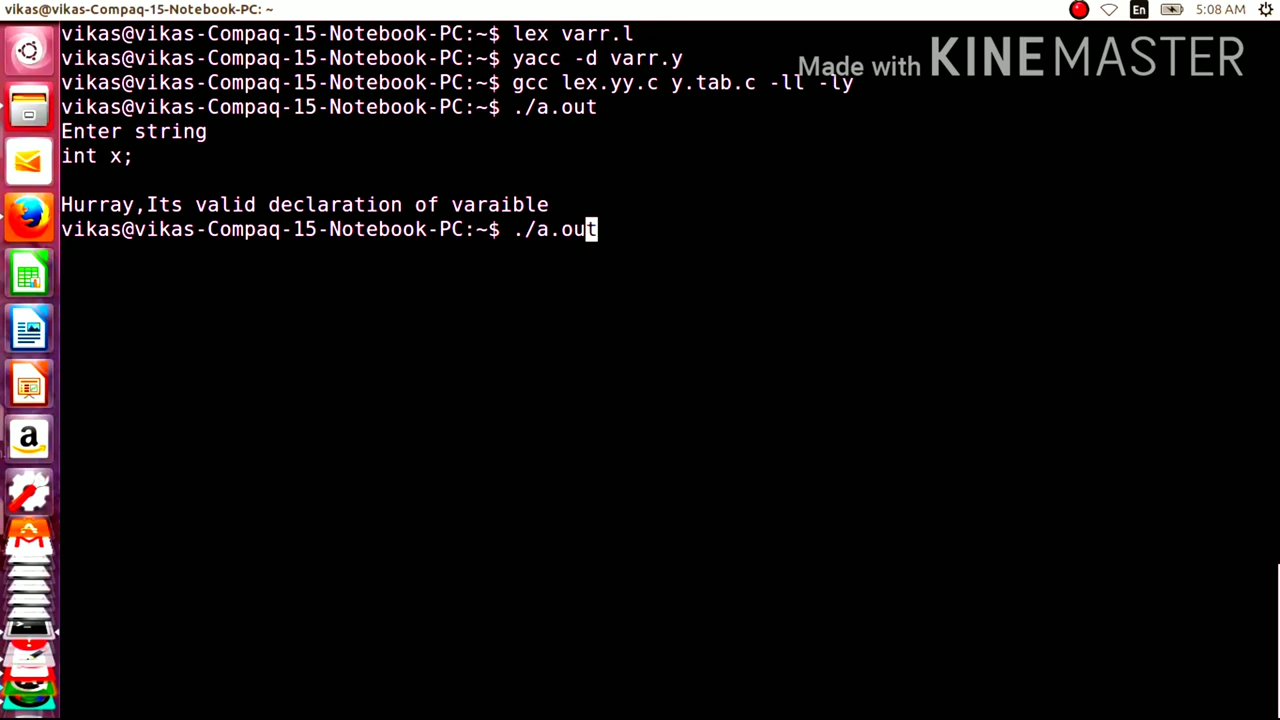 vikas@vikas-Compaq-15-Notebook-PC: ~
En
5:08 AM
vikas@vikas-Compaq-15-Notebook-PC:~$ lex varr.l
vikas@vikas-Compaq-15-Notebook-PC:~$ yacc -d varr.y
Made with KINEMASTER
vikas@vikas-Compaq-15-Notebook-PC:~$ gcc lex.yy.c y.tab.c -ll -ly
vikas@vikas-Compaq-15-Notebook-PC:~$ ./a.out
Enter string
int x;
Hurray,Its valid declaration of varaible
vikas@vikas-Compaq-15-Notebook-PC:~$ ./a.out